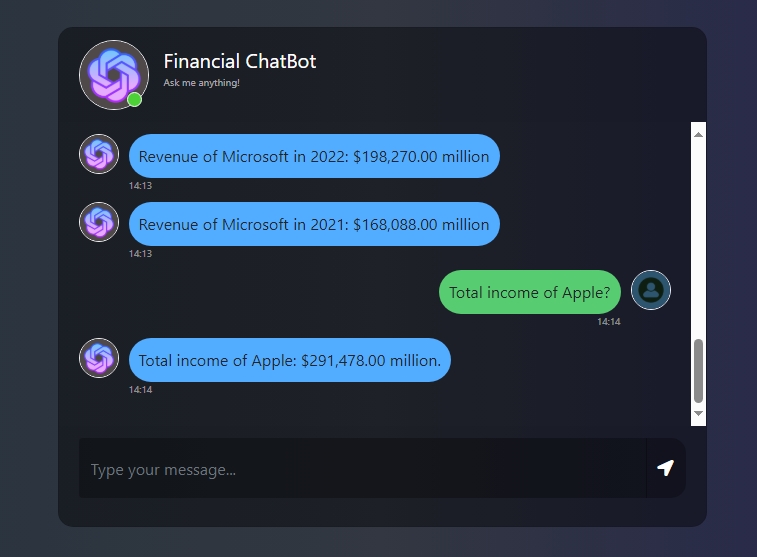 Financial ChatBot
Ask me anything!
Revenue of Microsoft in 2022: $198,270.00 million
14:13
Revenue of Microsoft in 2021: $168,088.00 million
14:13
Total income of Apple?
14:14
Total income of Apple: $291,478.00 million.
14:14
Type your message...